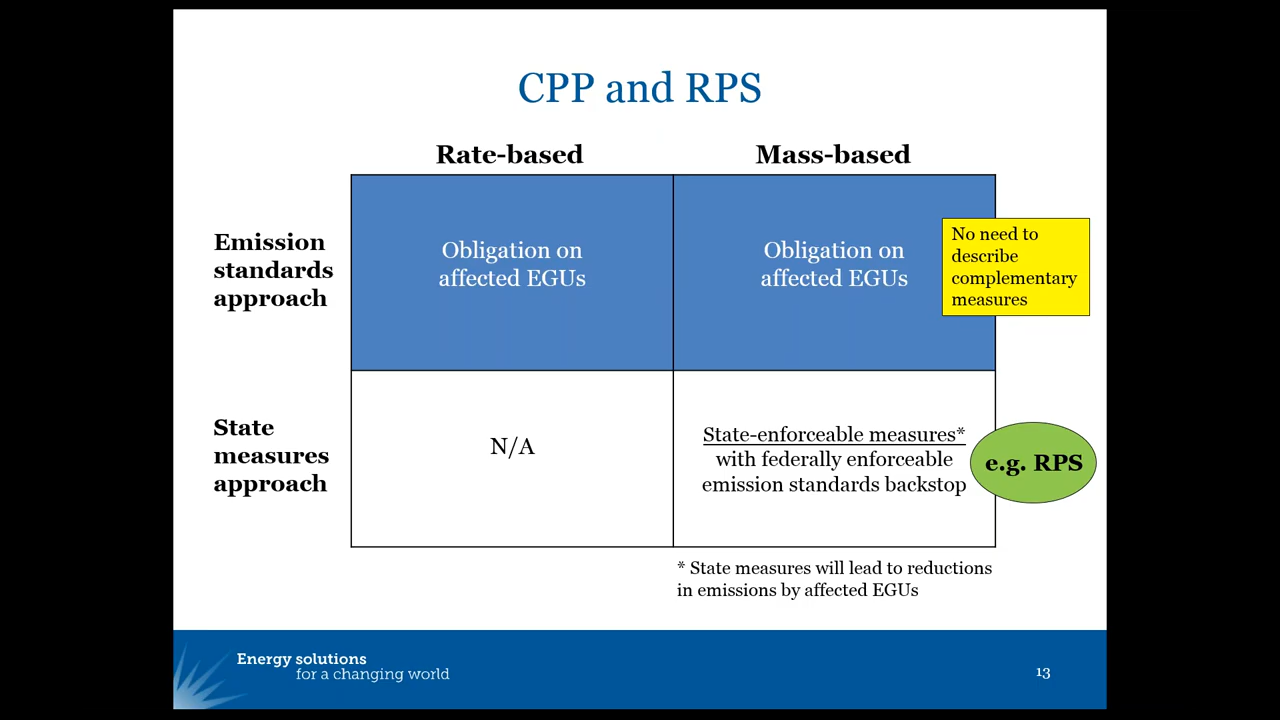 CPP and RPS
Rate-based
Mass-based
Emission
standards
approach
Obligation on
affected EGUs
Obligation on
affected EGUs
No need to
describe
complementary
measures
State
measures
approach
N/A
State-enforceable measures*
with federally enforceable
emission standards backstop
e.g. RPS
* State measures will lead to reductions
in emissions by affected EGUs
Energy solutions
for a changing world
13